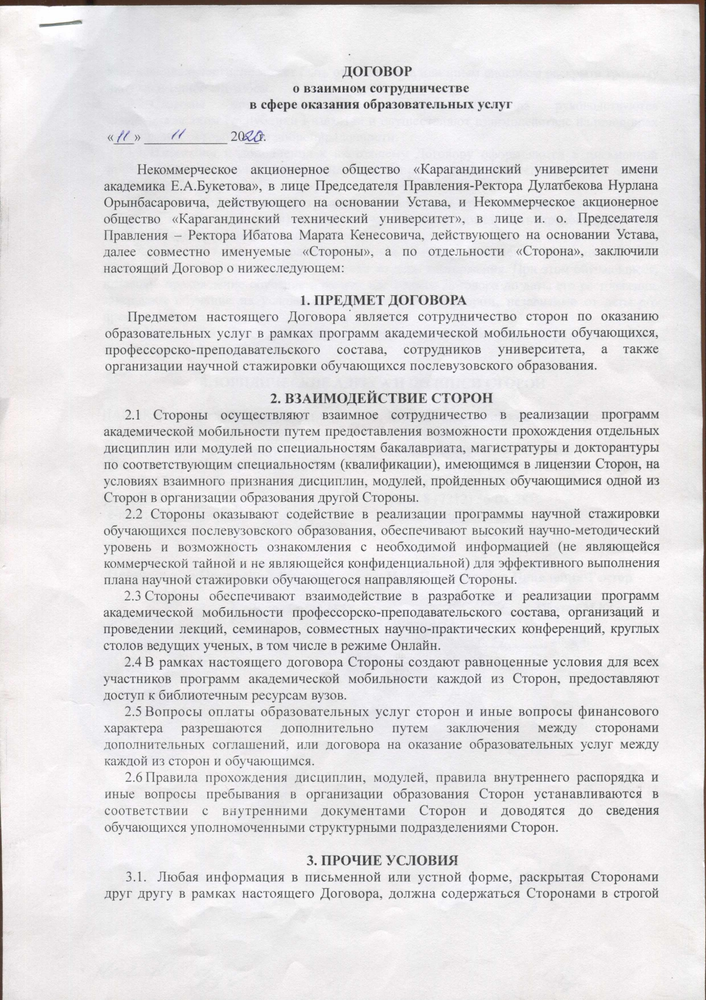 ДОГОВОР
о взаимном сотрудничестве
в сфере оказания образовательных услуг
«11» 11 2020г.
Некоммерческое акционерное общество «Карагандинский университет имени
академика Е.А.Букетова», в лице Председателя Правления-Ректора Дулатбекова Нурлана
Орынбасаровича, действующего на основании Устава, и Некоммерческое акционерное
общество «Карагандинский технический университет», в лице и. о. Председателя
Правления – Ректора Ибатова Марата Кенесовича, действующего на основании Устава,
далее совместно именуемые «Стороны», а по отдельности «Сторона», заключили
настоящий Договор о нижеследующем:
1. ПРЕДМЕТ ДОГОВОРА
Предметом настоящего Договора является сотрудничество сторон по оказанию
образовательных услуг в рамках программ академической мобильности обучающихся,
профессорско-преподавательского состава, сотрудников университета, а также
организации научной стажировки обучающихся послевузовского образования.
2. ВЗАИМОДЕЙСТВИЕ СТОРОН
2.1 Стороны осуществляют взаимное сотрудничество в реализации программ
академической мобильности путем предоставления возможности прохождения отдельных
дисциплин или модулей по специальностям бакалавриата, магистратуры и докторантуры
по соответствующим специальностям (квалификации), имеющимся в лицензии Сторон, на
условиях взаимного признания дисциплин, модулей, пройденных обучающимися одной из
Сторон в организации образования другой Стороны.
2.2 Стороны оказывают содействие в реализации программы научной стажировки
обучающихся послевузовского образования, обеспечивают высокий научно-методический
уровень и возможность ознакомления с необходимой информацией (не являющейся
коммерческой тайной и не являющейся конфиденциальной) для эффективного выполнения
плана научной стажировки обучающегося направляющей Стороны.
2.3 Стороны обеспечивают взаимодействие в разработке и реализации программ
академической мобильности профессорско-преподавательского состава, организаций и
проведении лекций, семинаров, совместных научно-практических конференций, круглых
столов ведущих ученых, в том числе в режиме Онлайн.
2.4 В рамках настоящего договора Стороны создают равноценные условия для всех
участников программ академической мобильности каждой из Сторон, предоставляют
доступ к библиотечным ресурсам вузов.
2.5 Вопросы оплаты образовательных услуг сторон и иные вопросы финансового
характера разрешаются дополнительно путем заключения между сторонами
дополнительных соглашений, или договора на оказание образовательных услуг между
каждой из сторон и обучающимся.
2.6 Правила прохождения дисциплин, модулей, правила внутреннего распорядка и
иные вопросы пребывания в организации образования Сторон устанавливаются в
соответствии с внутренними документами Сторон и доводятся до сведения
обучающихся уполномоченными структурными подразделениями Сторон.
3. ПРОЧИЕ УСЛОВИЯ
3.1. Любая информация в письменной или устной форме, раскрытая Сторонами
друг другу в рамках настоящего Договора, должна содержаться Сторонами в строгой